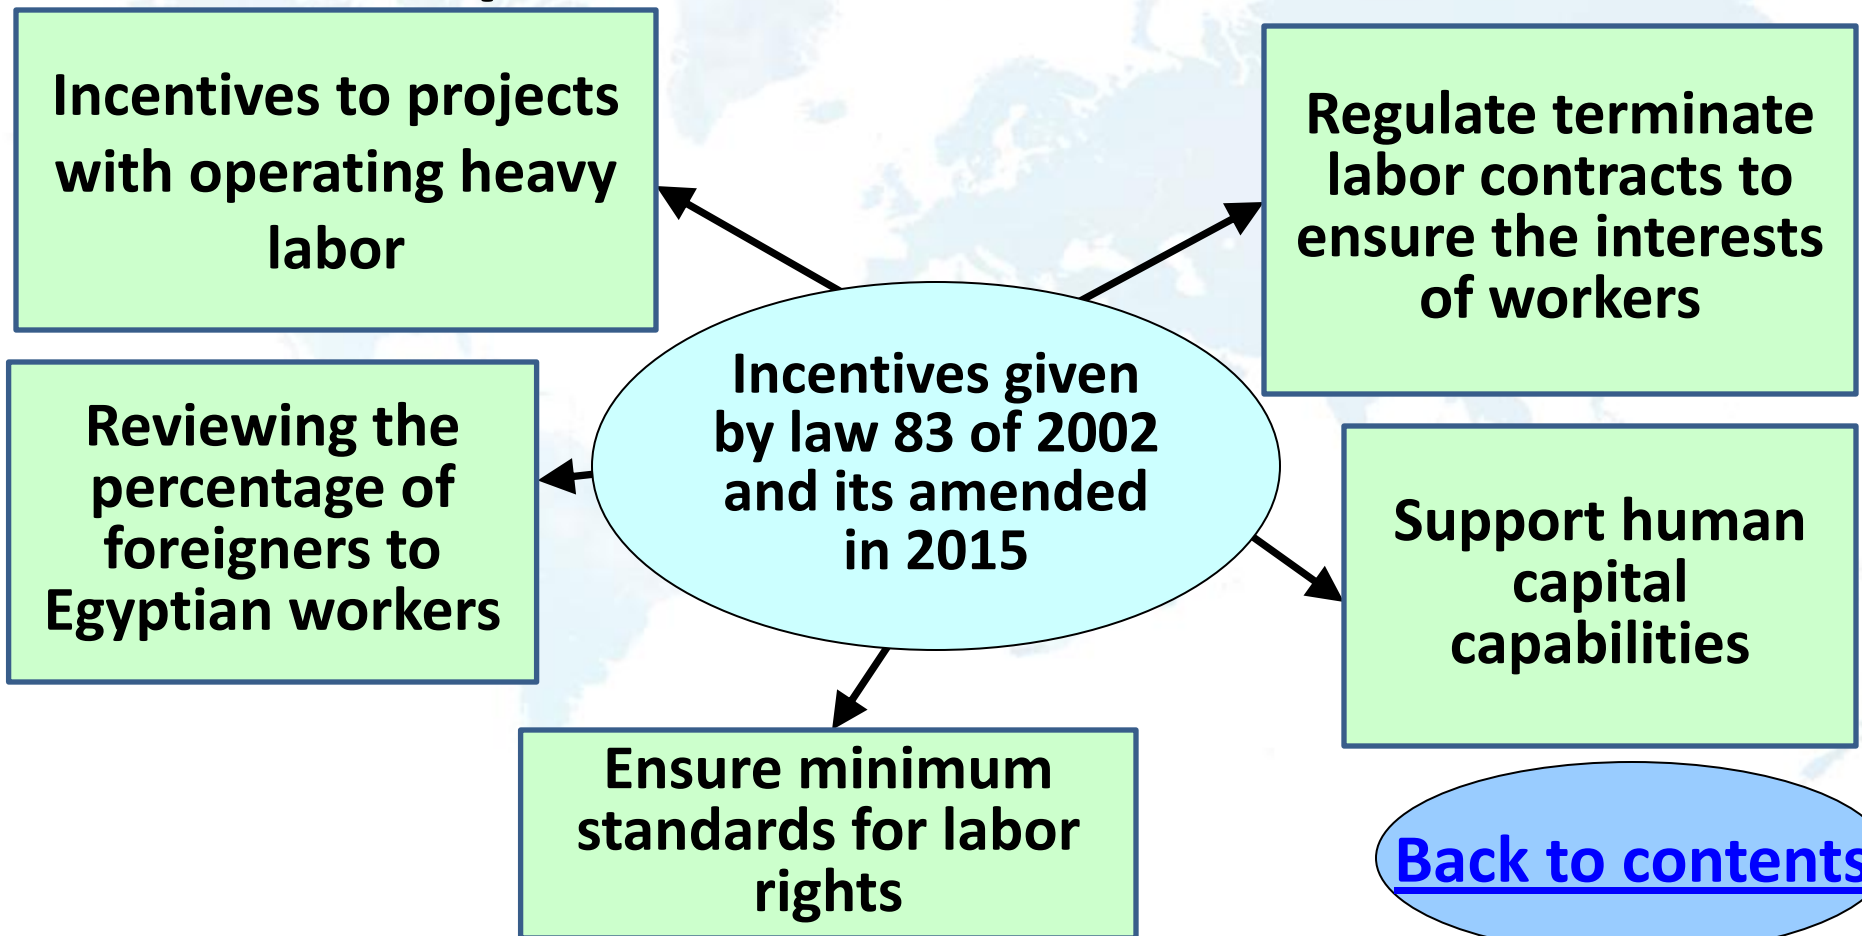 Incentives to projects
with operating heavy
labor
Regulate terminate
labor contracts to
ensure the interests
of workers
Incentives given
by law 83 of 2002
and its amended
in 2015
Reviewing the
percentage of
foreigners to
Egyptian workers
Support human
capital
capabilities
Ensure minimum
standards for labor
rights
Back to contents